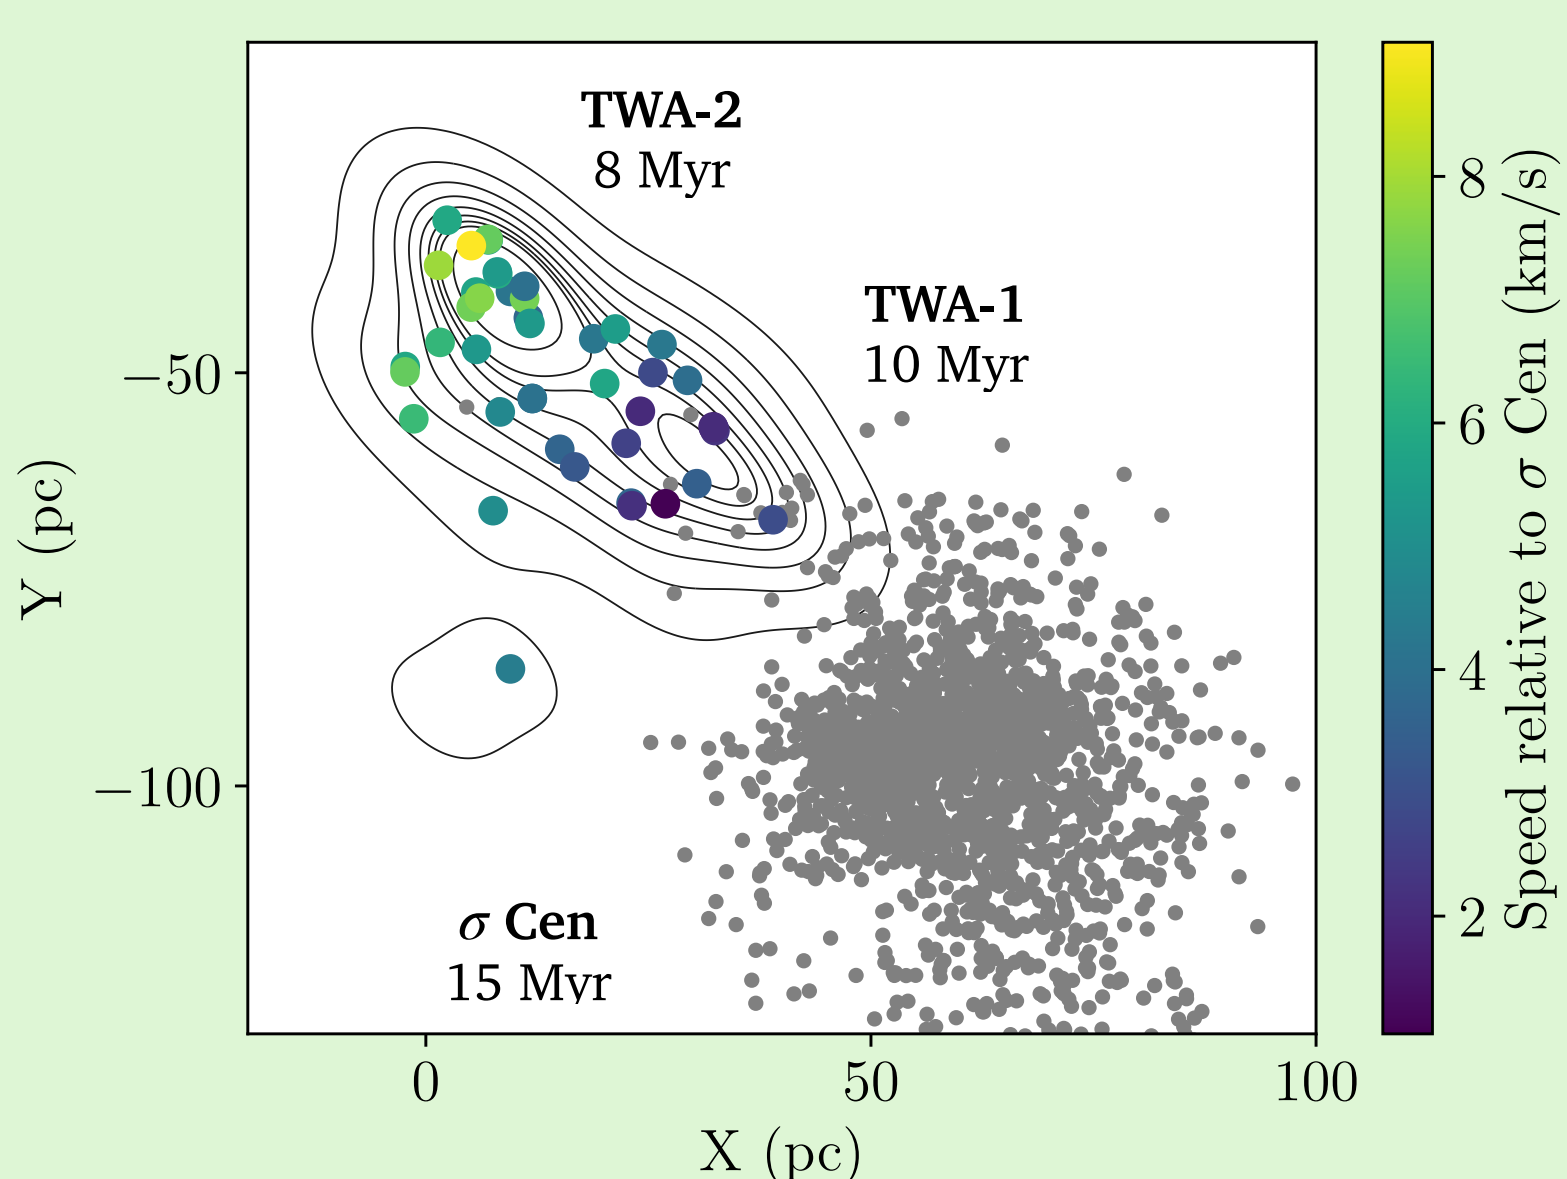 TWA-2
8 Myr
TWA-1
10 Myr
σ Cen
15 Myr
−50
−100
0
50
100
X (pc)
Y (pc)
8
6
4
2
Speed relative to σ Cen (km/s)